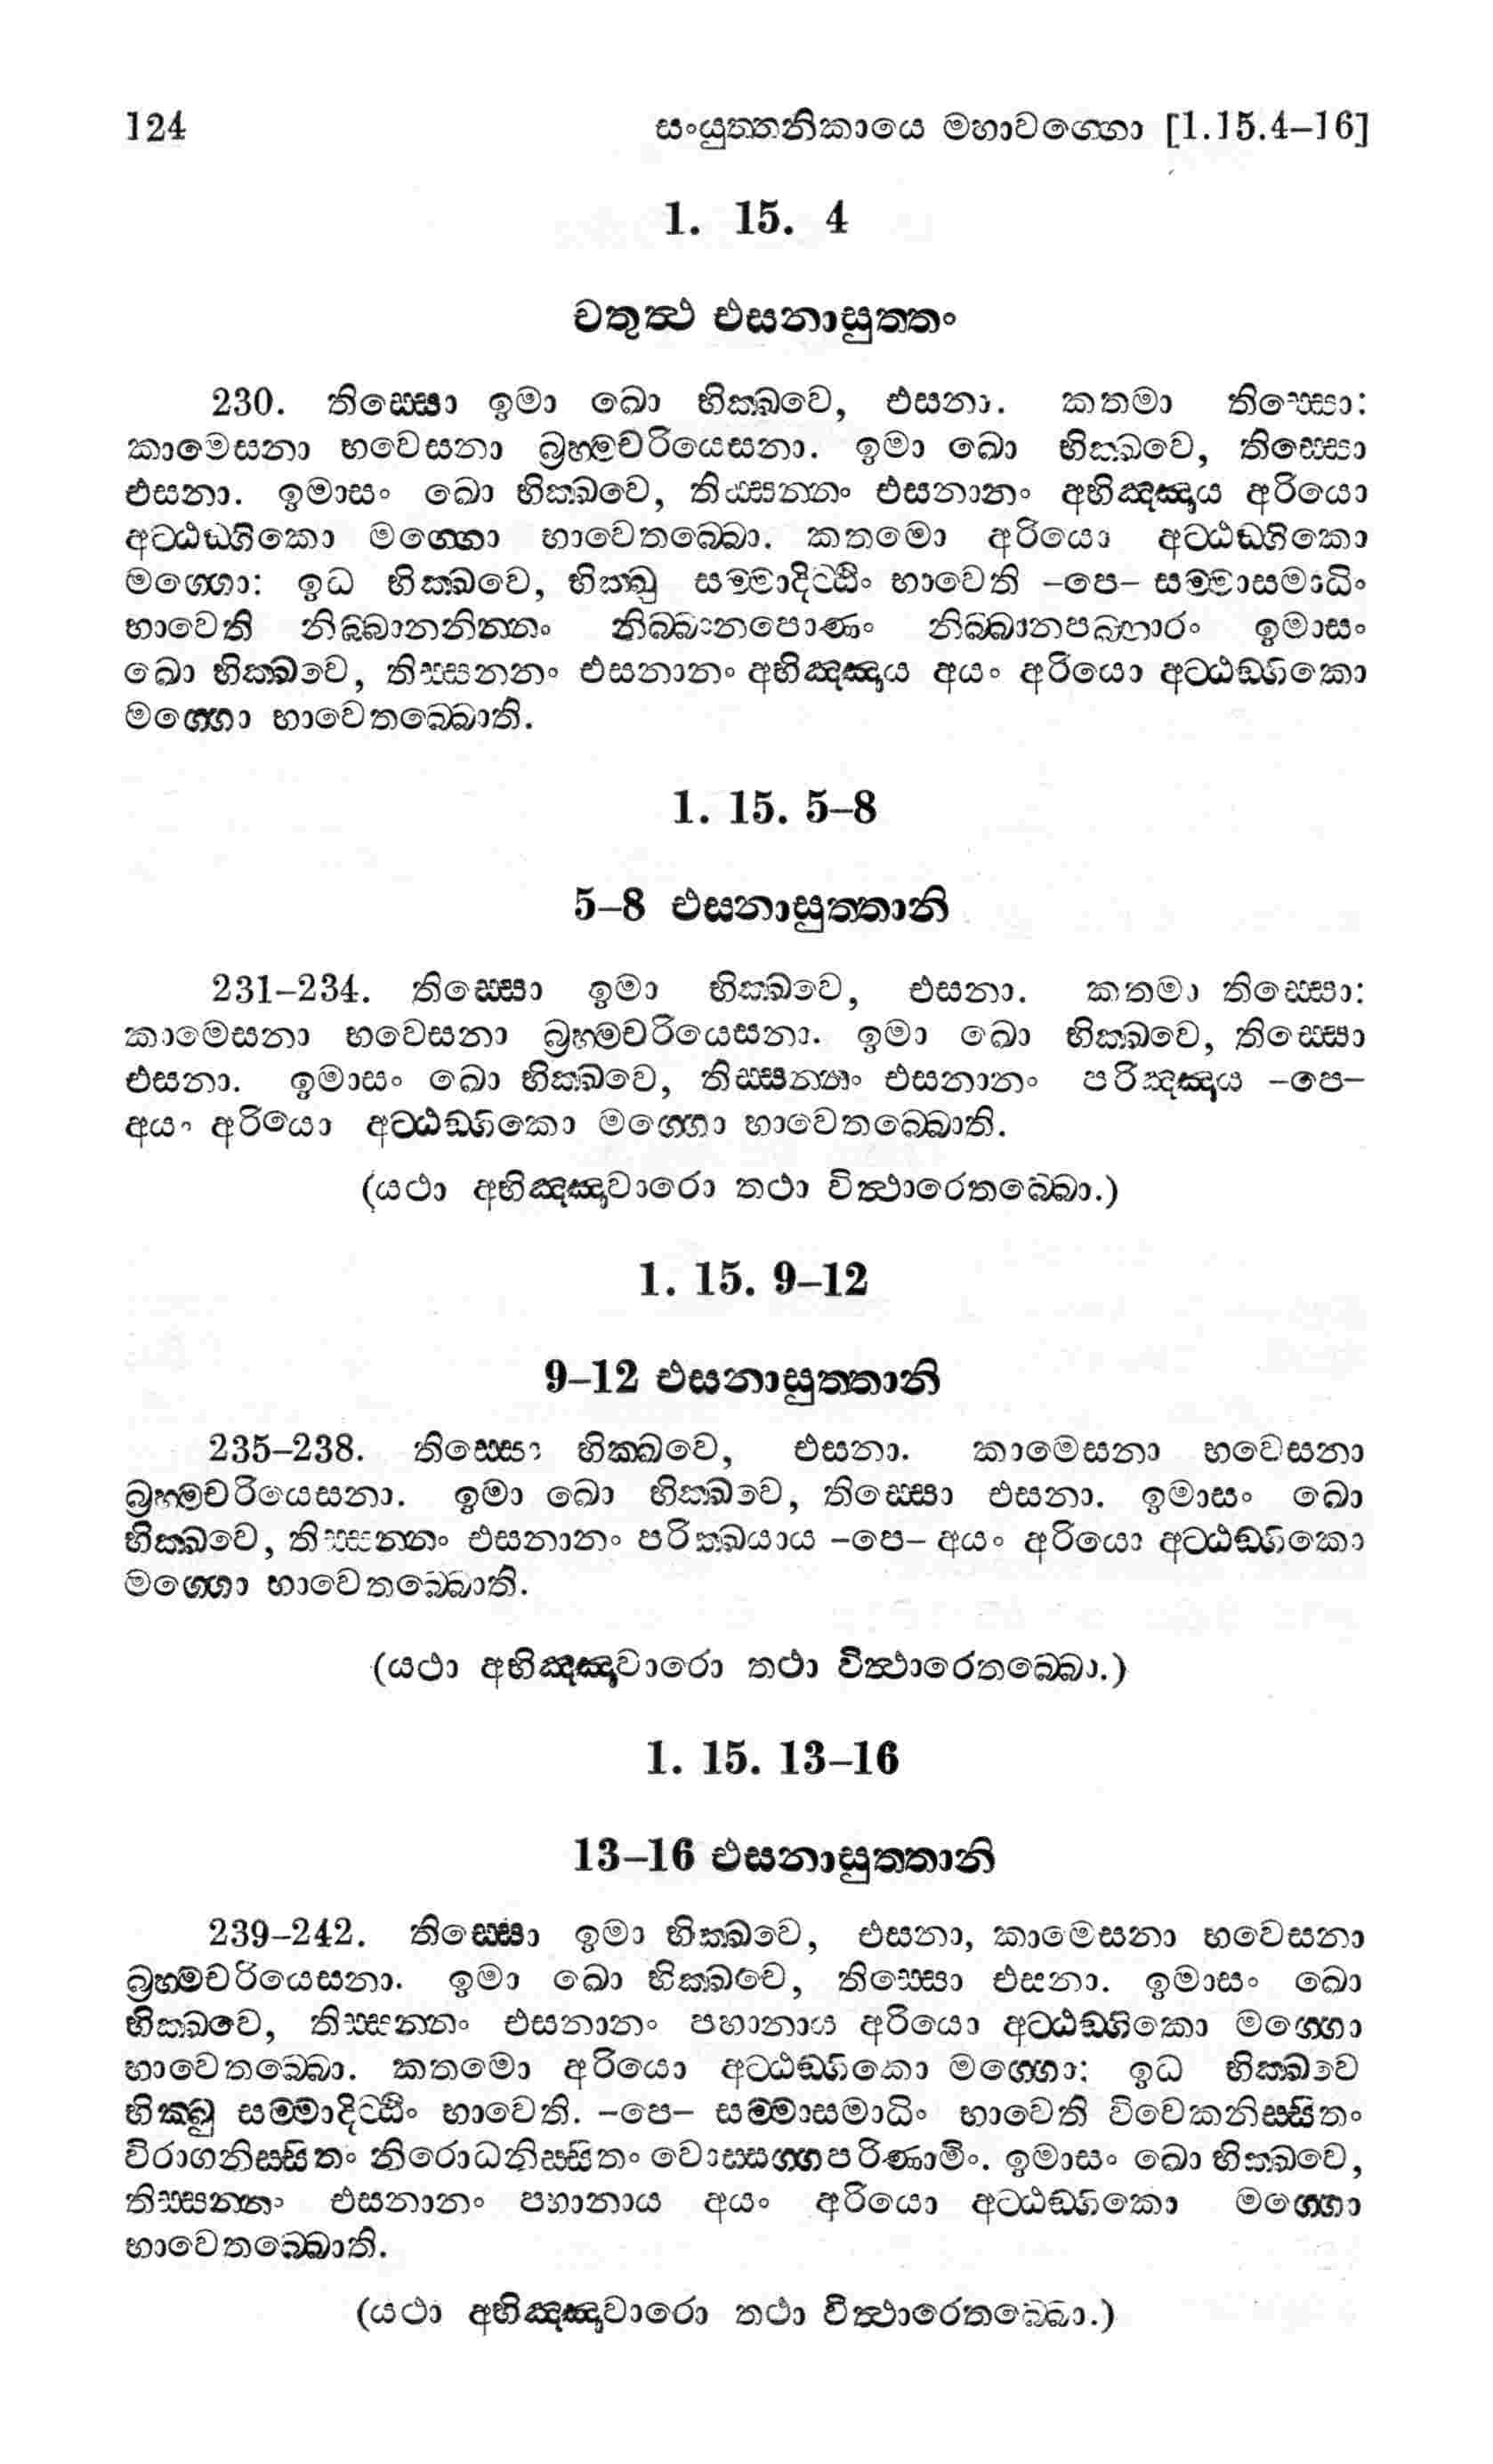 124 සංයුත්තනිකායෙ මහාවග්ගො [1.15.4–16]
1. 15. 4
චතුත්ථ එසනාසුත්තං
230. තිස්සො ඉමා ඛො භික්ඛවෙ, එසනා. කතමා තිස්සො:
කාමෙසනා භවෙසනා බ්‍රහ්මචරියෙසනා. ඉමා ඛො භික්ඛවෙ, තිස්සො
එසනා. ඉමාසං ඛො භික්ඛවෙ, තිස්සන්නං එසනානං අභිඤ්ඤාය අරියො
අට්ඨඞ්ගිකො මග්ගො භාවෙතබ්බො. කතමො අරියො අට්ඨඞ්ගිකො
මග්ගො: ඉධ භික්ඛවෙ, භික්ඛු සම්මාදිට්ඨිං භාවෙති –පෙ– සම්මාසමාධිං
භාවෙති නිබ්බානනින්නං නිබ්බානපොණං නිබ්බානපබ්භාරං ඉමාසං
ඛො භික්ඛවෙ, තිස්සනනං එසනානං අභිඤ්ඤාය අයං අරියො අට්ඨඞ්ගිකො
මග්ගො භාවෙතබ්බොති.
1. 15. 5–8
5–8 එසනාසුත්තානි
231–234. තිස්සො ඉමා භික්ඛවෙ, එසනා. කතමා තිස්සො:
කාමෙසනා භවෙසනා බ්‍රහ්මචරියෙසනා. ඉමා ඛො භික්ඛවෙ, තිස්සො
එසනා. ඉමාසං ඛො භික්ඛවෙ, තිස්සන්නං එසනානං පරිඤ්ඤාය –පෙ–
අයං අරියො අට්ඨඞ්ගිකො මග්ගො භාවෙතබ්බොති.
(යථා අභිඤ්ඤාවාරො තථා විත්ථාරෙතබ්බො.)
1. 15. 9–12
9–12 එසනාසුත්තානි
235–238. තිස්සො භික්ඛවෙ, එසනා. කාමෙසනා භවෙසනා
බ්‍රහ්මචරියෙසනා. ඉමා ඛො භික්ඛවෙ, තිස්සො එසනා. ඉමාසං ඛො
භික්ඛවෙ, තිස්සන්නං එසනානං පරික්ඛයාය –පෙ– අයං අරියො අට්ඨඞ්ගිකො
මග්ගො භාවෙතබ්බොති.
(යථා අභිඤ්ඤාවාරො තථා විත්ථාරෙතබ්බො.)
1. 15. 13–16
13–16 එසනාසුත්තානි
239–242. තිස්සො ඉමා භික්ඛවෙ, එසනා, කාමෙසනා භවෙසනා
බ්‍රහ්මචරියෙසනා. ඉමා ඛො භික්ඛවෙ, තිස්සො එසනා. ඉමාසං ඛො
භික්ඛවෙ, තිස්සන්නං එසනානං පහානාය අරියො අට්ඨඞ්ගිකො මග්ගො
භාවෙතබ්බො. කතමො අරියො අට්ඨඞ්ගිකො මග්ගො: ඉධ භික්ඛවෙ
භික්ඛු සම්මාදිට්ඨිං භාවෙති. –පෙ– සම්මාසමාධිං භාවෙති විවෙකනිස්සිතං
විරාගනිස්සිතං නිරොධනිස්සිතං වොස්සග්ගපරිණාමිං. ඉමාසං ඛො භික්ඛවෙ,
තිස්සන්නං එසනානං පහානාය අයං අරියො අට්ඨඞ්ගිකො මග්ගො
භාවෙතබ්බොති.
(යථා අභිඤ්ඤාවාරො තථා විත්ථාරෙතබ්බො.)